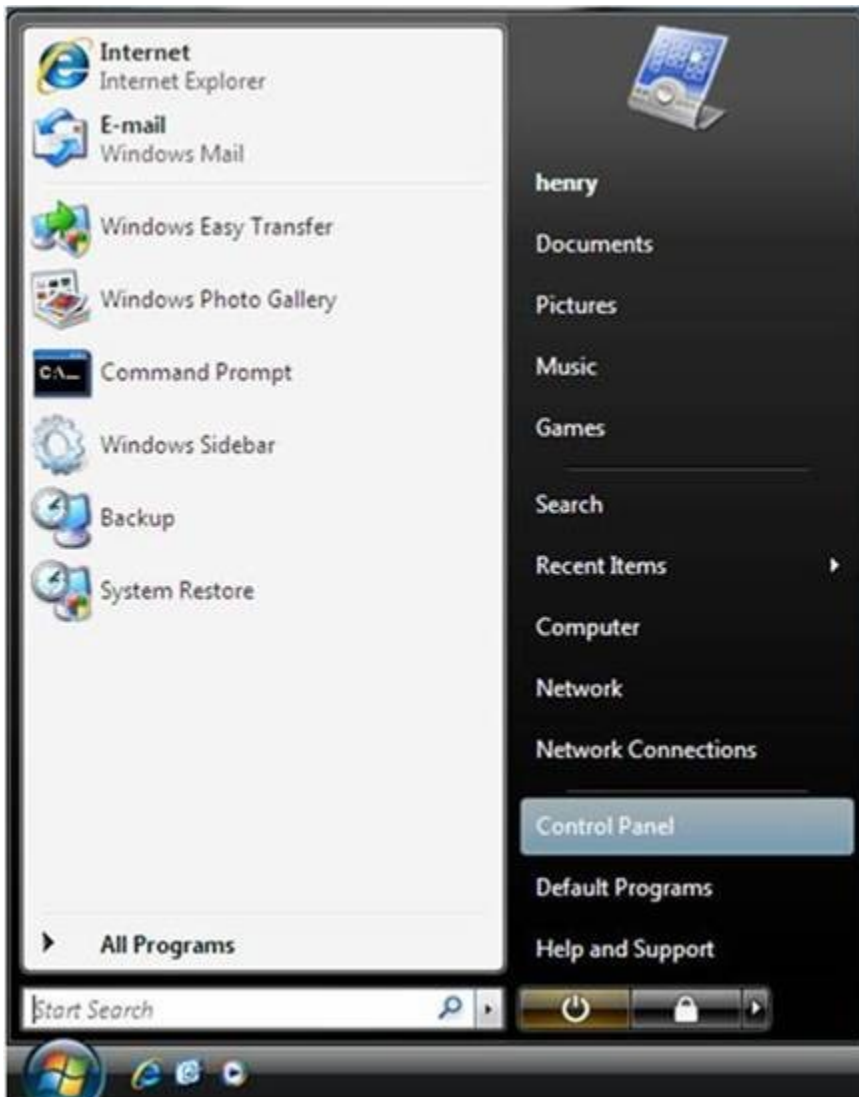 Internet
Internet Explorer
E-mail
Windows Mail
Windows Easy Transfer
Windows Photo Gallery
C:\_
Command Prompt
Windows Sidebar
Backup
System Restore
All Programs
Start Search
henry
Documents
Pictures
Music
Games
Search
Recent Items
Computer
Network
Network Connections
Control Panel
Default Programs
Help and Support